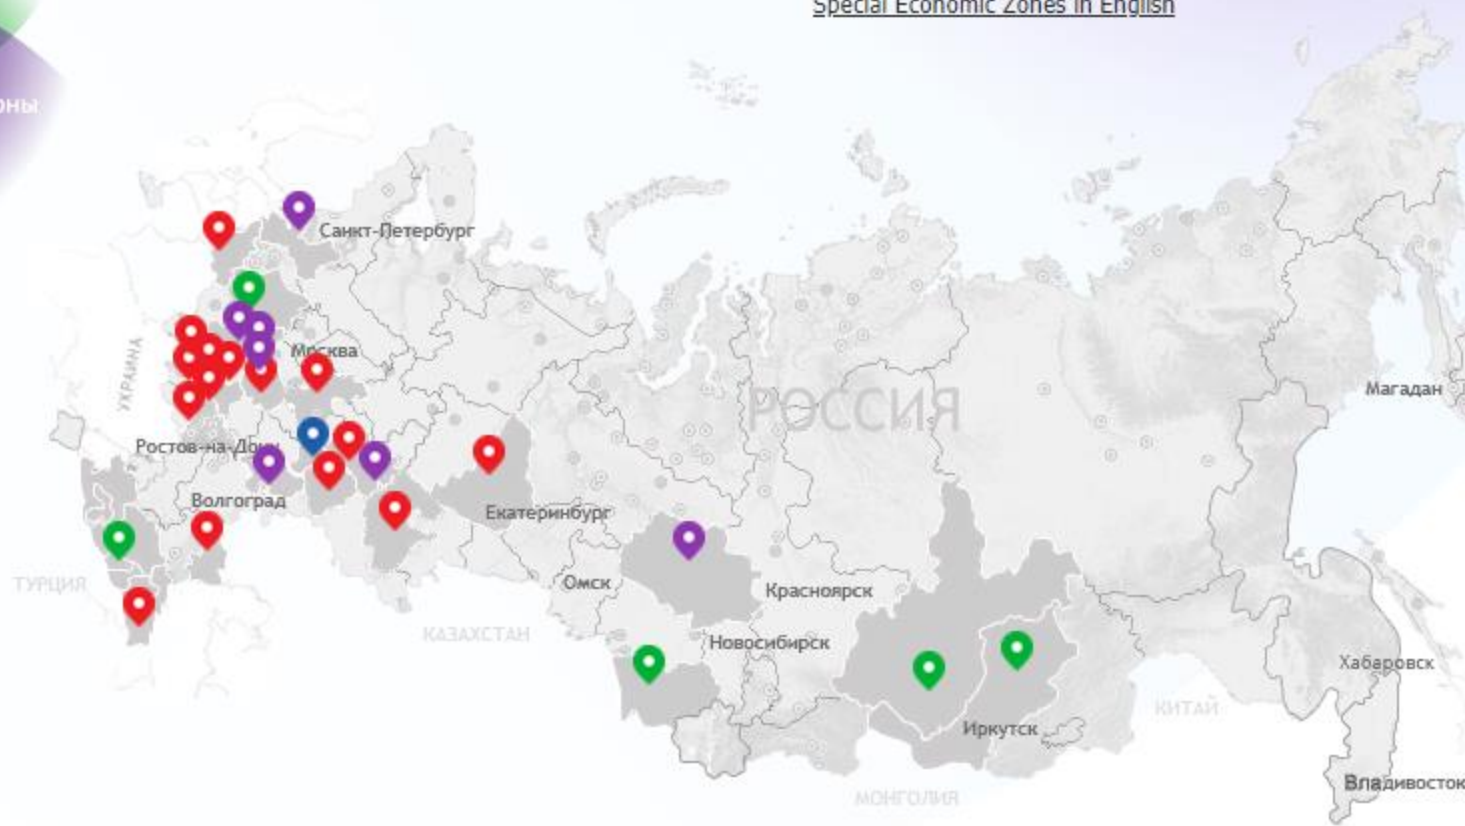 Special Economic Zones in English
оны
Санкт-Петербург
УКРАИНА
Москва
РОССИЯ
Магадан
Ростов-на-Дону
Волгоград
Екатеринбург
ТУРЦИЯ
Омск
Красноярск
КАЗАХСТАН
Новосибирск
Хабаровск
КИТАЙ
Иркутск
Владивосток
МОНГОЛИЯ